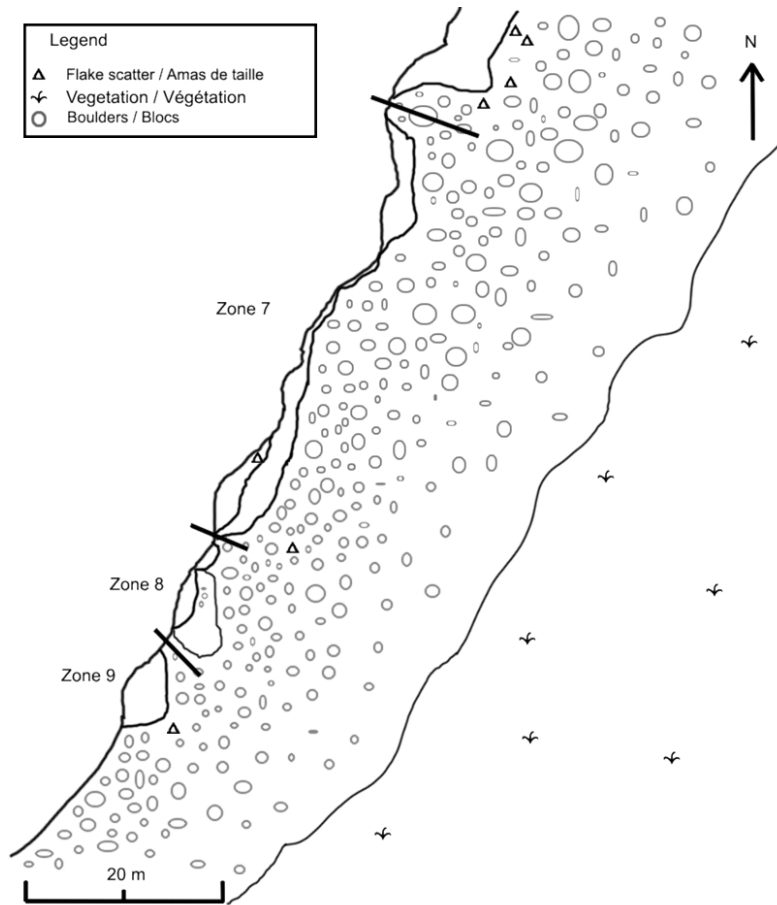 Legend
Flake scatter / Amas de taille
Vegetation / Végétation
Boulders / Blocs
N
Zone 7
Zone 8
Zone 9
20 m